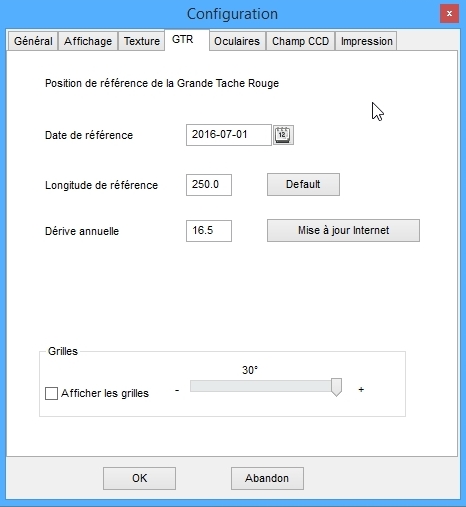 Configuration
x
Général Affichage Texture GTR Oculaires Champ CCD Impression
Position de référence de la Grande Tache Rouge
Date de référence 2016-07-01 12
Longitude de référence 250.0 Default
Dérive annuelle 16.5 Mise à jour Internet
Grilles
30°
Afficher les grilles - +
OK Abandon